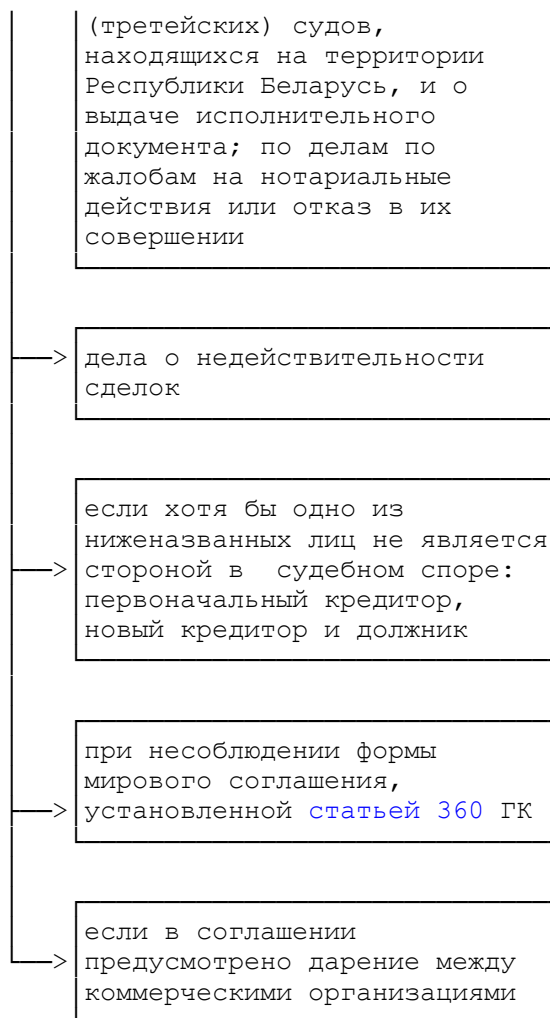 (третейских) судов,
находящихся на территории
Республики Беларусь, и о
выдаче исполнительного
документа; по делам по
жалобам на нотариальные
действия или отказ в их
совершении
дела о недействительности
сделок
если хотя бы одно из
ниженазванных лиц не является
стороной в судебном споре:
первоначальный кредитор,
новый кредитор и должник
при несоблюдении формы
мирового соглашения,
установленной статьей 360 ГК
если в соглашении
предусмотрено дарение между
коммерческими организациями